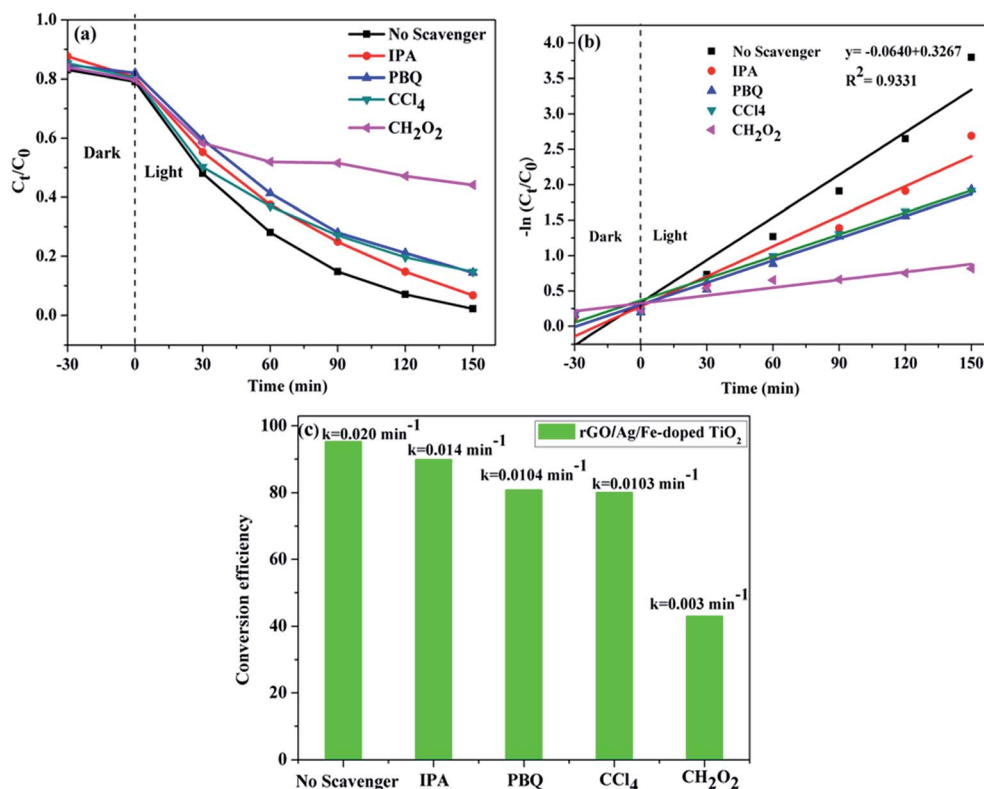 (a)
No Scavenger
IPA
PBQ
CCl4
CH2O2
Dark
Light
Ct/C0
1.0
0.8
0.6
0.4
0.2
0.0
-30
0
30
60
90
120
150
Time (min)
(b)
No Scavenger
IPA
PBQ
CCl4
CH2O2
y= -0.0640+0.3267
R2= 0.9331
Dark
Light
-ln (Ct/C0)
4.0
3.5
3.0
2.5
2.0
1.5
1.0
0.5
0.0
-30
0
30
60
90
120
150
Time (min)
(c)
rGO/Ag/Fe-doped TiO2
k=0.020 min-1
k=0.014 min-1
k=0.0104 min-1
k=0.0103 min-1
k=0.003 min-1
Conversion efficiency
100
80
60
40
20
0
No Scavenger
IPA
PBQ
CCl4
CH2O2